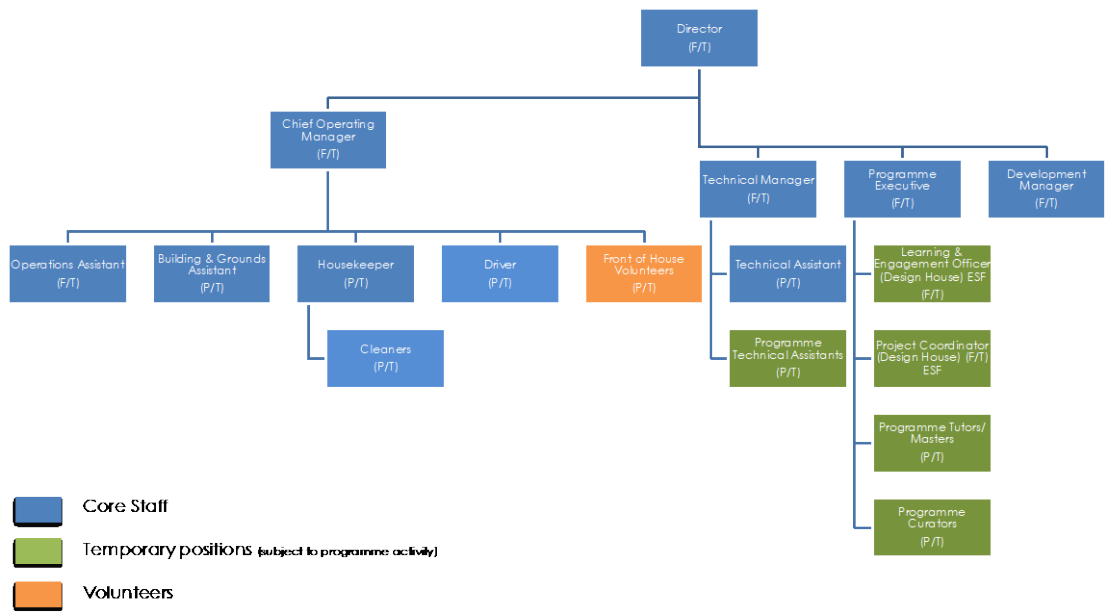 Director
(F/T)
Chief Operating
Manager
(F/T)
Technical Manager
(F/T)
Programme
Executive
(F/T)
Development
Manager
(F/T)
Operations Assistant
(F/T)
Building & Grounds
Assistant
(P/T)
Housekeeper
(P/T)
Driver
(P/T)
Front of House
Volunteers
(P/T)
Technical Assistant
(P/T)
Learning &
Engagement Officer
(Design House) ESF
(F/T)
Cleaners
(P/T)
Programme
Technical Assistants
(P/T)
Project Coordinator
(Design House) (F/T)
ESF
Programme Tutors/
Masters
(P/T)
Programme
Curators
(P/T)
Core Staff
Temporary positions (subject to programme activity)
Volunteers